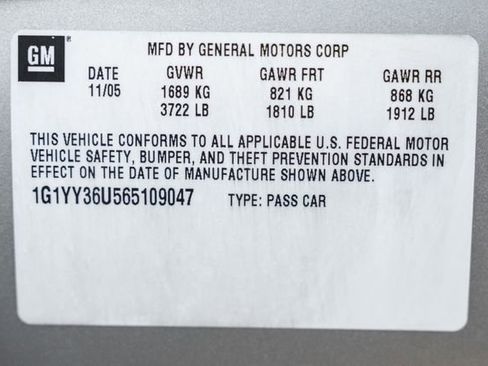 GM
MFD BY GENERAL MOTORS CORP
DATE GVWR GAWR FRT GAWR RR
11/05 1689 KG 821 KG 868 KG
3722 LB 1810 LB 1912 LB
THIS VEHICLE CONFORMS TO ALL APPLICABLE U.S. FEDERAL MOTOR
VEHICLE SAFETY, BUMPER, AND THEFT PREVENTION STANDARDS IN
EFFECT ON THE DATE OF MANUFACTURE SHOWN ABOVE.
1G1YY36U565109047 TYPE: PASS CAR